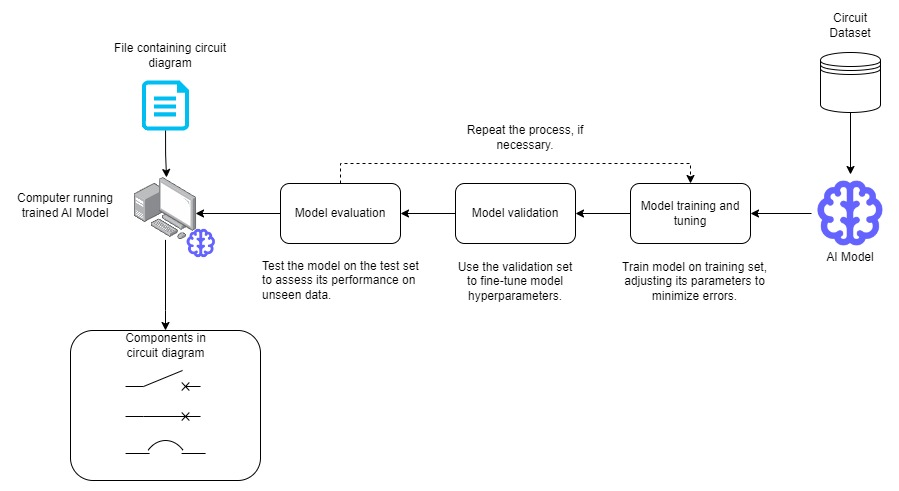 Circuit
Dataset
File containing circuit
diagram
Repeat the process, if
necessary.
Computer running
trained AI Model
Model evaluation
Model validation
Model training and
tuning
AI Model
Test the model on the test set
to assess its performance on
unseen data.
Use the validation set
to fine-tune model
hyperparameters.
Train model on training set,
adjusting its parameters to
minimize errors.
Components in
circuit diagram